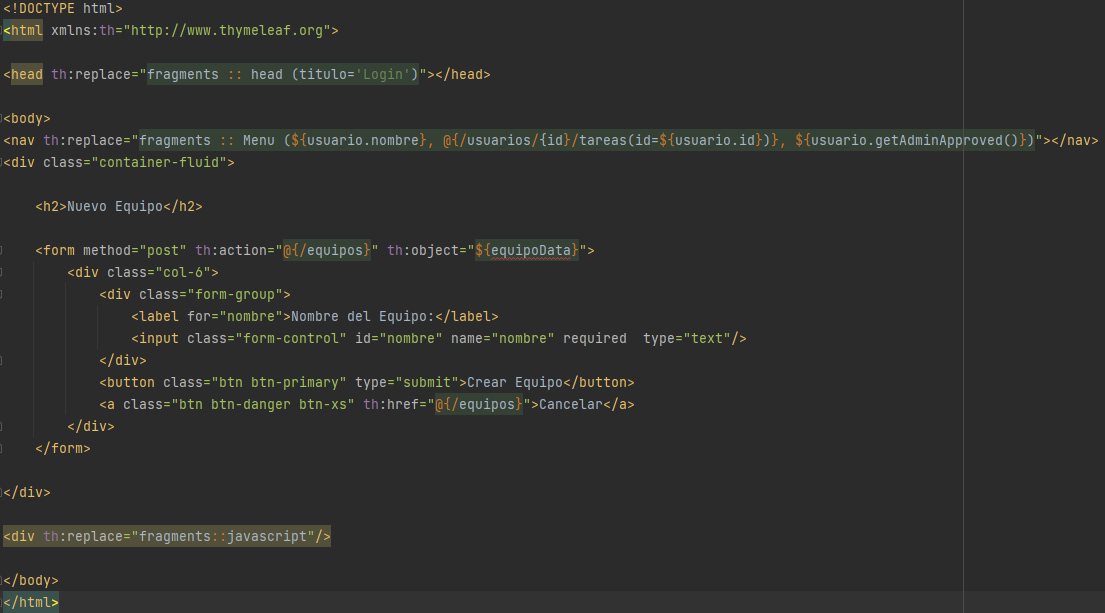 <!DOCTYPE html>
<html xmlns:th="http://www.thymeleaf.org">
<head th:replace="fragments :: head (titulo='Login')"></head>
<body>
<nav th:replace="fragments :: Menu (${usuario.nombre}, @{/usuarios/{id}/tareas(id=${usuario.id})}, ${usuario.getAdminApproved()})"></nav>
<div class="container-fluid">
    <h2>Nuevo Equipo</h2>
    <form method="post" th:action="@{/equipos}" th:object="${equipoData}">
        <div class="col-6">
            <div class="form-group">
                <label for="nombre">Nombre del Equipo:</label>
                <input class="form-control" id="nombre" name="nombre" required  type="text"/>
            </div>
            <button class="btn btn-primary" type="submit">Crear Equipo</button>
            <a class="btn btn-danger btn-xs" th:href="@{/equipos}">Cancelar</a>
        </div>
    </form>
</div>
<div th:replace="fragments::javascript"/>
</body>
</html>